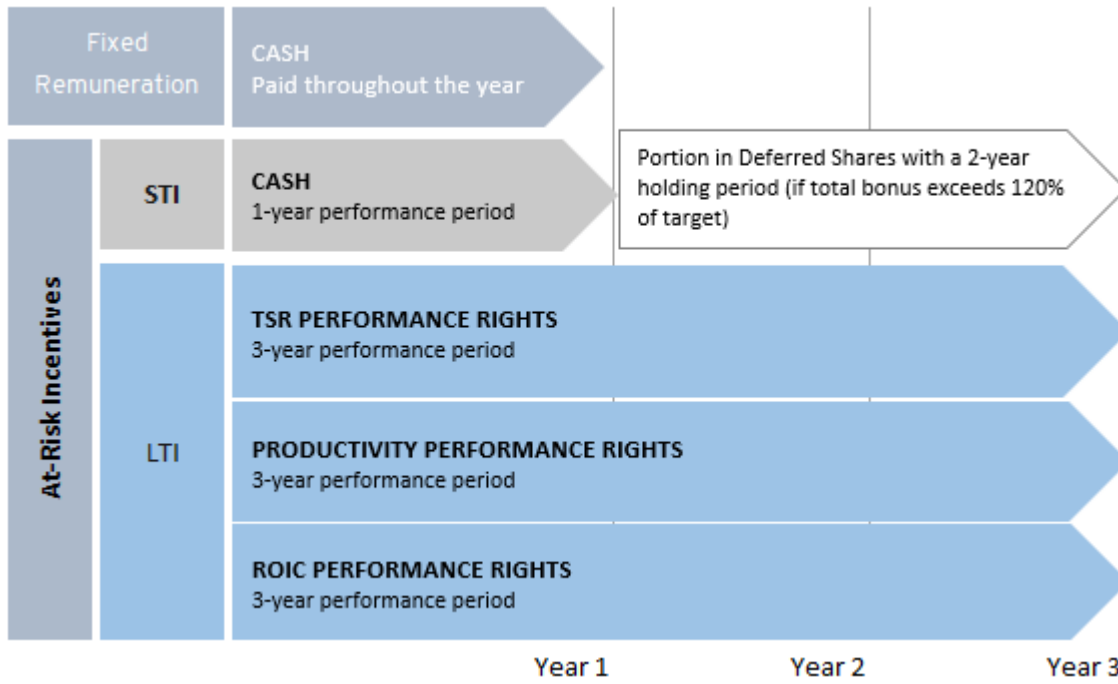 Fixed
Remuneration
CASH
Paid throughout the year
At-Risk Incentives
STI
CASH
1-year performance period
Portion in Deferred Shares with a 2-year
holding period (if total bonus exceeds 120%
of target)
LTI
TSR PERFORMANCE RIGHTS
3-year performance period
PRODUCTIVITY PERFORMANCE RIGHTS
3-year performance period
ROIC PERFORMANCE RIGHTS
3-year performance period
Year 1
Year 2
Year 3